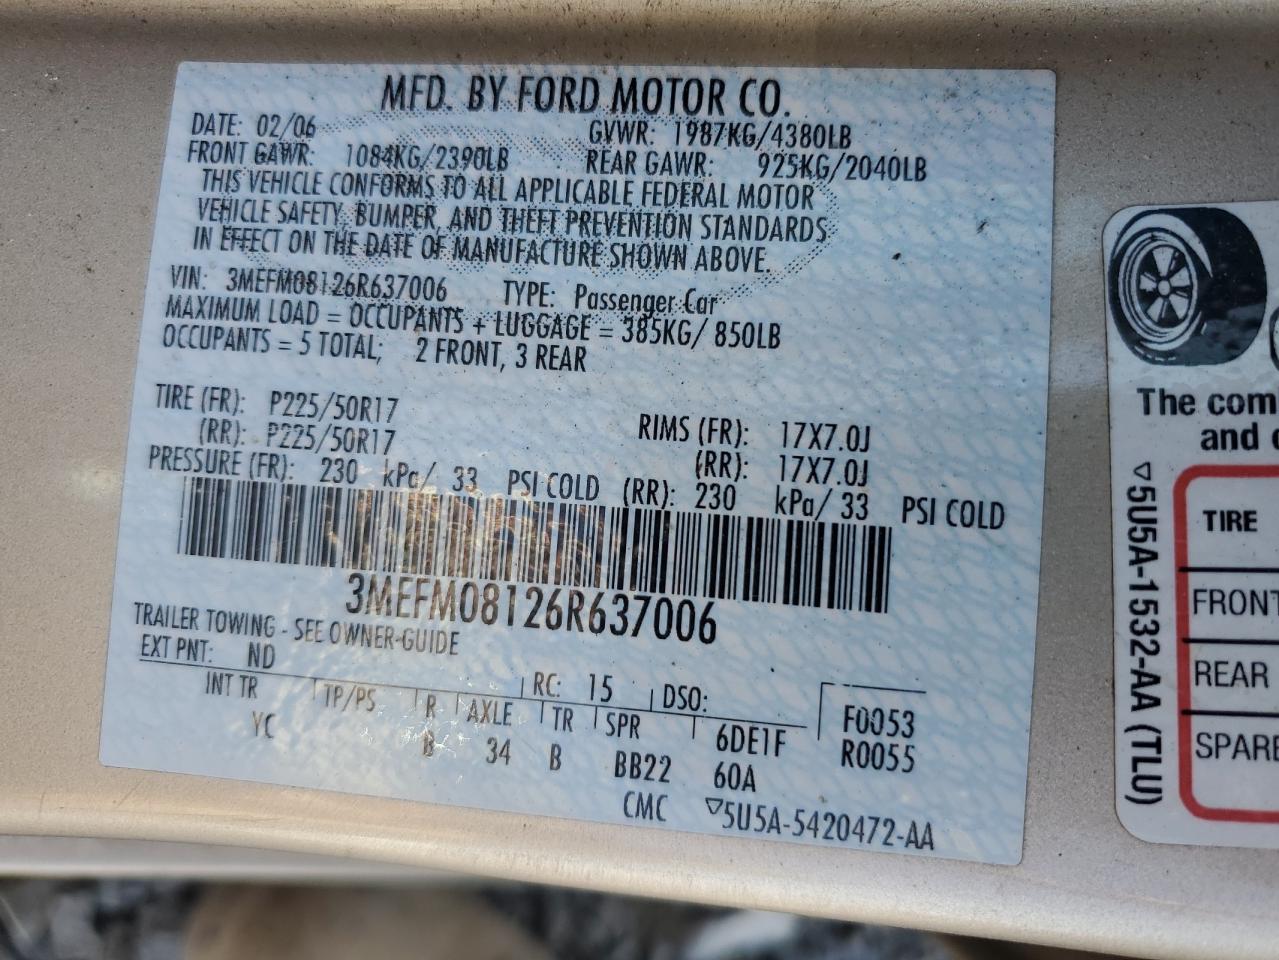 MFD. BY FORD MOTOR CO.
DATE: 02/06 GVWR: 1987KG/4380LB
FRONT GAWR: 1084KG/2390LB REAR GAWR: 925KG/2040LB
THIS VEHICLE CONFORMS TO ALL APPLICABLE FEDERAL MOTOR
VEHICLE SAFETY, BUMPER, AND THEFT PREVENTION STANDARDS
IN EFFECT ON THE DATE OF MANUFACTURE SHOWN ABOVE.
VIN: 3MEFM08126R637006 TYPE: Passenger Car
MAXIMUM LOAD = OCCUPANTS + LUGGAGE = 385KG/ 850LB
OCCUPANTS = 5 TOTAL; 2 FRONT, 3 REAR
TIRE (FR): P225/50R17 RIMS (FR): 17X7.0J
(RR): P225/50R17 (RR): 17X7.0J
PRESSURE (FR): 230 kPa/ 33 PSI COLD (RR): 230 kPa/ 33 PSI COLD
3MEFM08126R637006
TRAILER TOWING - SEE OWNER-GUIDE
EXT PNT: ND RC: 15 DSO:
INT TR TP/PS R AXLE TR SPR 6DE1F F0053
YC B 34 B BB22 60A R0055
CMC ▽5U5A-5420472-AA
The com
and
▽5U5A-1532-AA (TLU)
TIRE
FRONT
REAR
SPARE